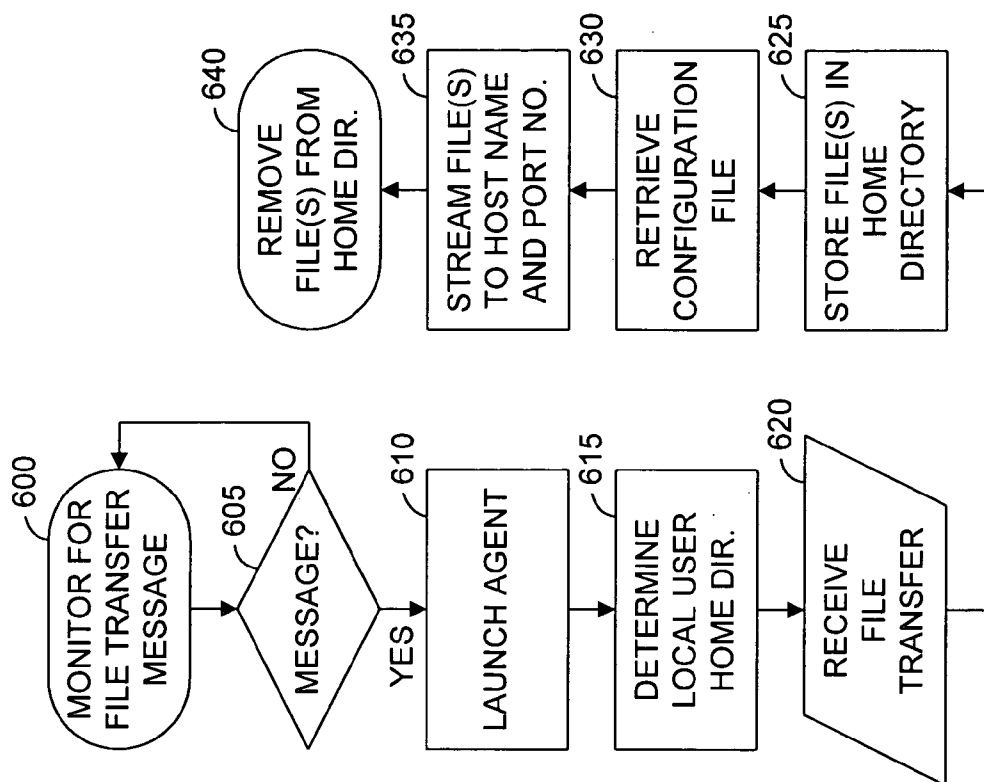 600
MONITOR FOR
FILE TRANSFER
MESSAGE
605
MESSAGE?
NO
YES
610
LAUNCH AGENT
615
DETERMINE
LOCAL USER
HOME DIR.
620
RECEIVE
FILE
TRANSFER
625
STORE FILE(S) IN
HOME
DIRECTORY
630
RETRIEVE
CONFIGURATION
FILE
635
STREAM FILE(S)
TO HOST NAME
AND PORT NO.
640
REMOVE
FILE(S) FROM
HOME DIR.